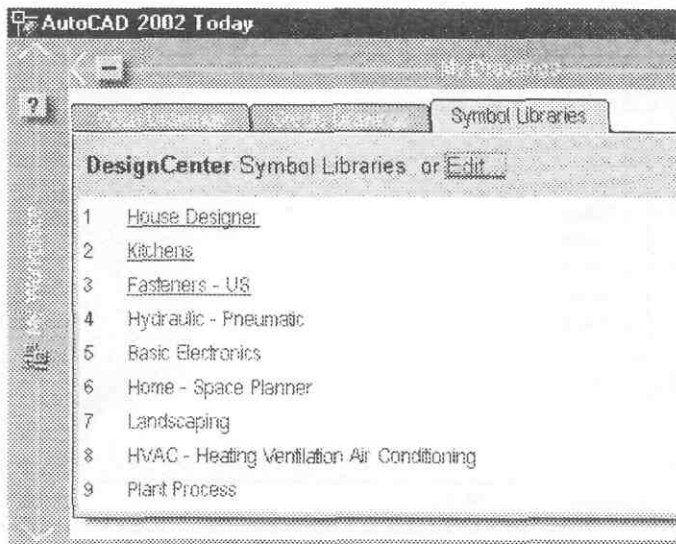 AutoCAD 2002 Today
My Drawings
?
Symbol Libraries
DesignCenter Symbol Libraries or Edit...
1 House Designer
2 Kitchens
3 Fasteners - US
4 Hydraulic - Pneumatic
5 Basic Electronics
6 Home - Space Planner
7 Landscaping
8 HVAC - Heating Ventilation Air Conditioning
9 Plant Process